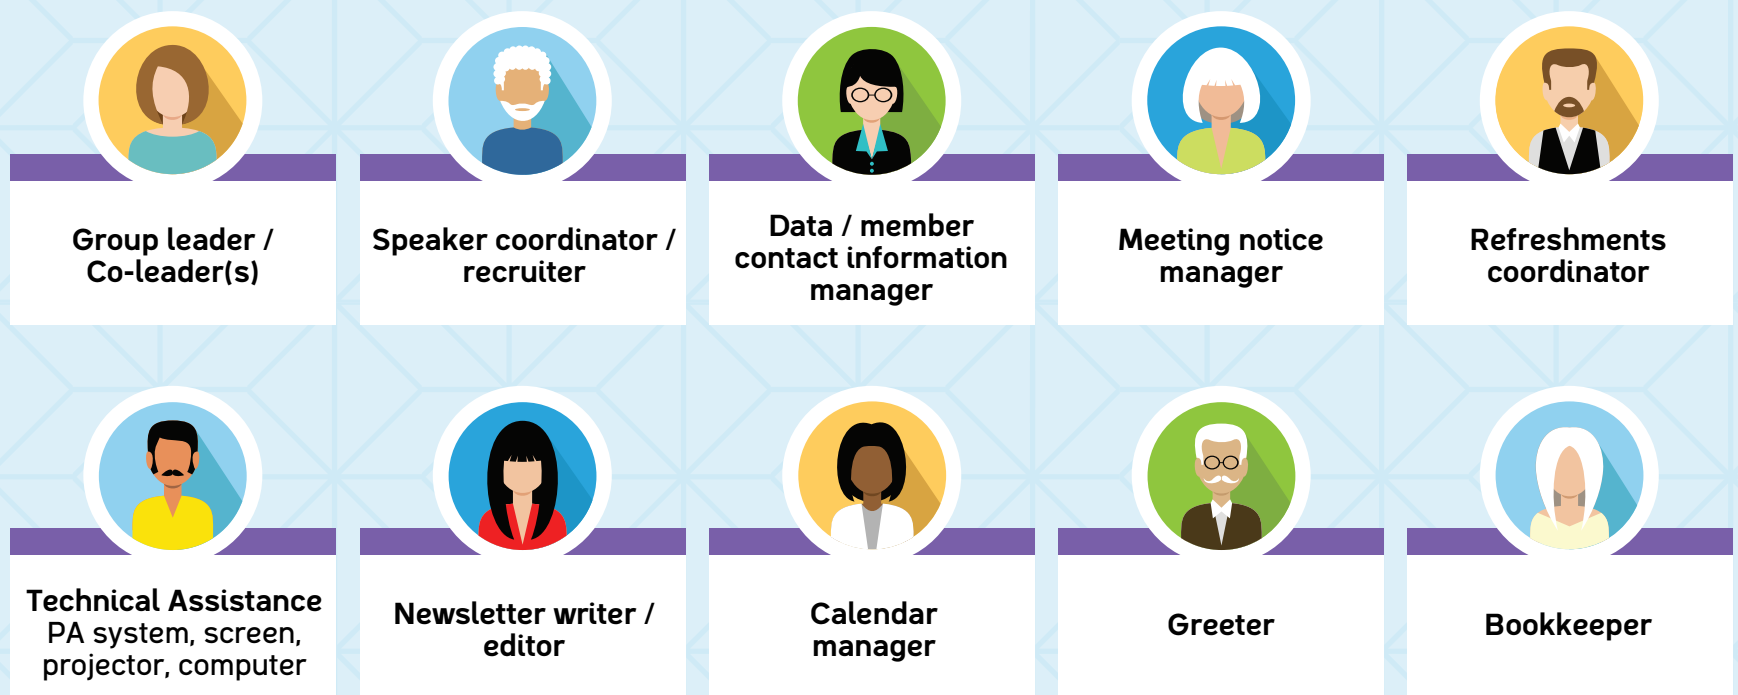 Group leader /
Co-leader(s)
Speaker coordinator /
recruiter
Data / member
contact information
manager
Meeting notice
manager
Refreshments
coordinator
Technical Assistance
PA system, screen,
projector, computer
Newsletter writer /
editor
Calendar
manager
Greeter
Bookkeeper